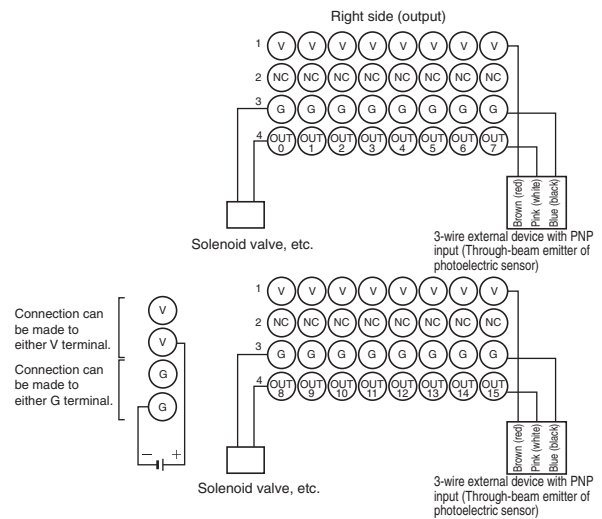 Right side (output)
1 V V V V V V V V
2 NC NC NC NC NC NC NC NC
3 G G G G G G G G
4 OUT 0 OUT 1 OUT 2 OUT 3 OUT 4 OUT 5 OUT 6 OUT 7
Brown (red)
Pink (white)
Blue (black)
Solenoid valve, etc.
3-wire external device with PNP
input (Through-beam emitter of
photoelectric sensor)
Connection can
be made to
either V terminal.
Connection can
be made to
either G terminal.
V
V
G
G
− +
1 V V V V V V V V
2 NC NC NC NC NC NC NC NC
3 G G G G G G G G
4 OUT 8 OUT 9 OUT 10 OUT 11 OUT 12 OUT 13 OUT 14 OUT 15
Brown (red)
Pink (white)
Blue (black)
Solenoid valve, etc.
3-wire external device with PNP
input (Through-beam emitter of
photoelectric sensor)